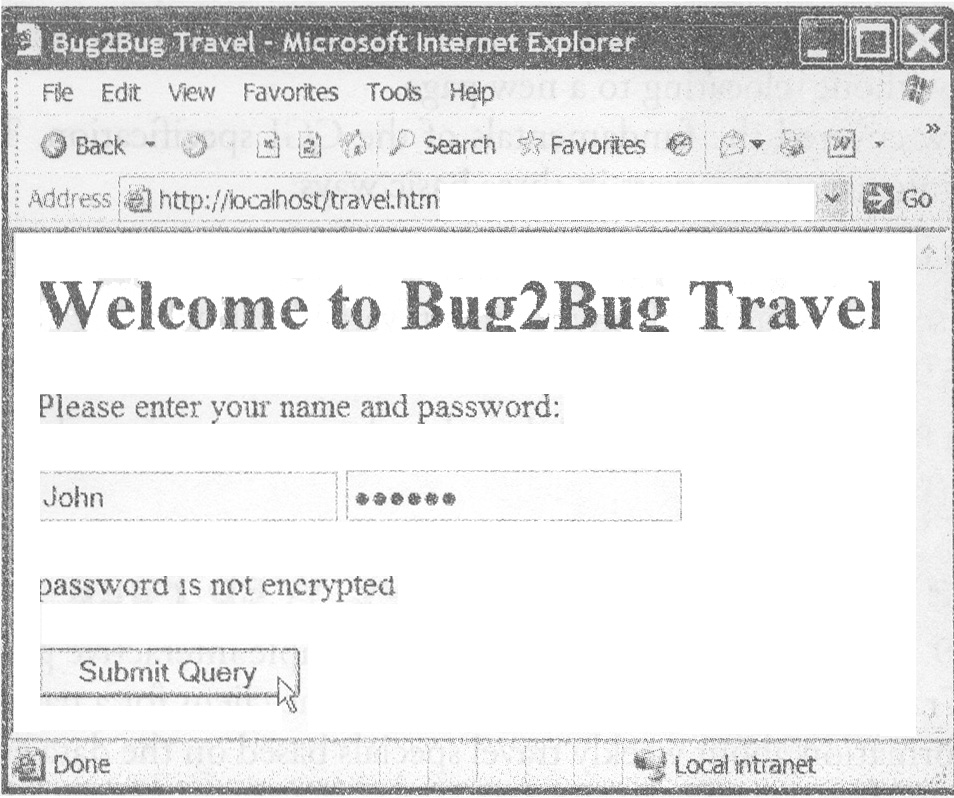 Bug2Bug Travel - Microsoft Internet Explorer
File Edit View Favorites Tools Help
Back Search Favorites
Address http://localhost/travel.htm Go
Welcome to Bug2Bug Travel
Please enter your name and password:
John ●●●●●●
password is not encrypted
Submit Query
Done Local intranet